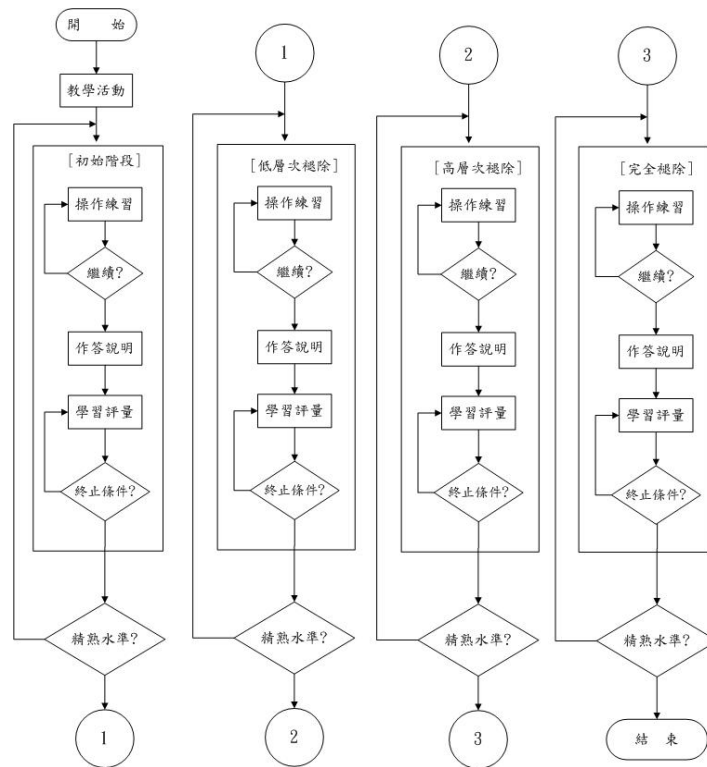 開 始
教學活動
[初始階段]
操作練習
繼續?
作答說明
學習評量
終止條件?
精熟水準?
1
1
[低層次褪除]
操作練習
繼續?
作答說明
學習評量
終止條件?
精熟水準?
2
2
[高層次褪除]
操作練習
繼續?
作答說明
學習評量
終止條件?
精熟水準?
3
3
[完全褪除]
操作練習
繼續?
作答說明
學習評量
終止條件?
精熟水準?
結 束